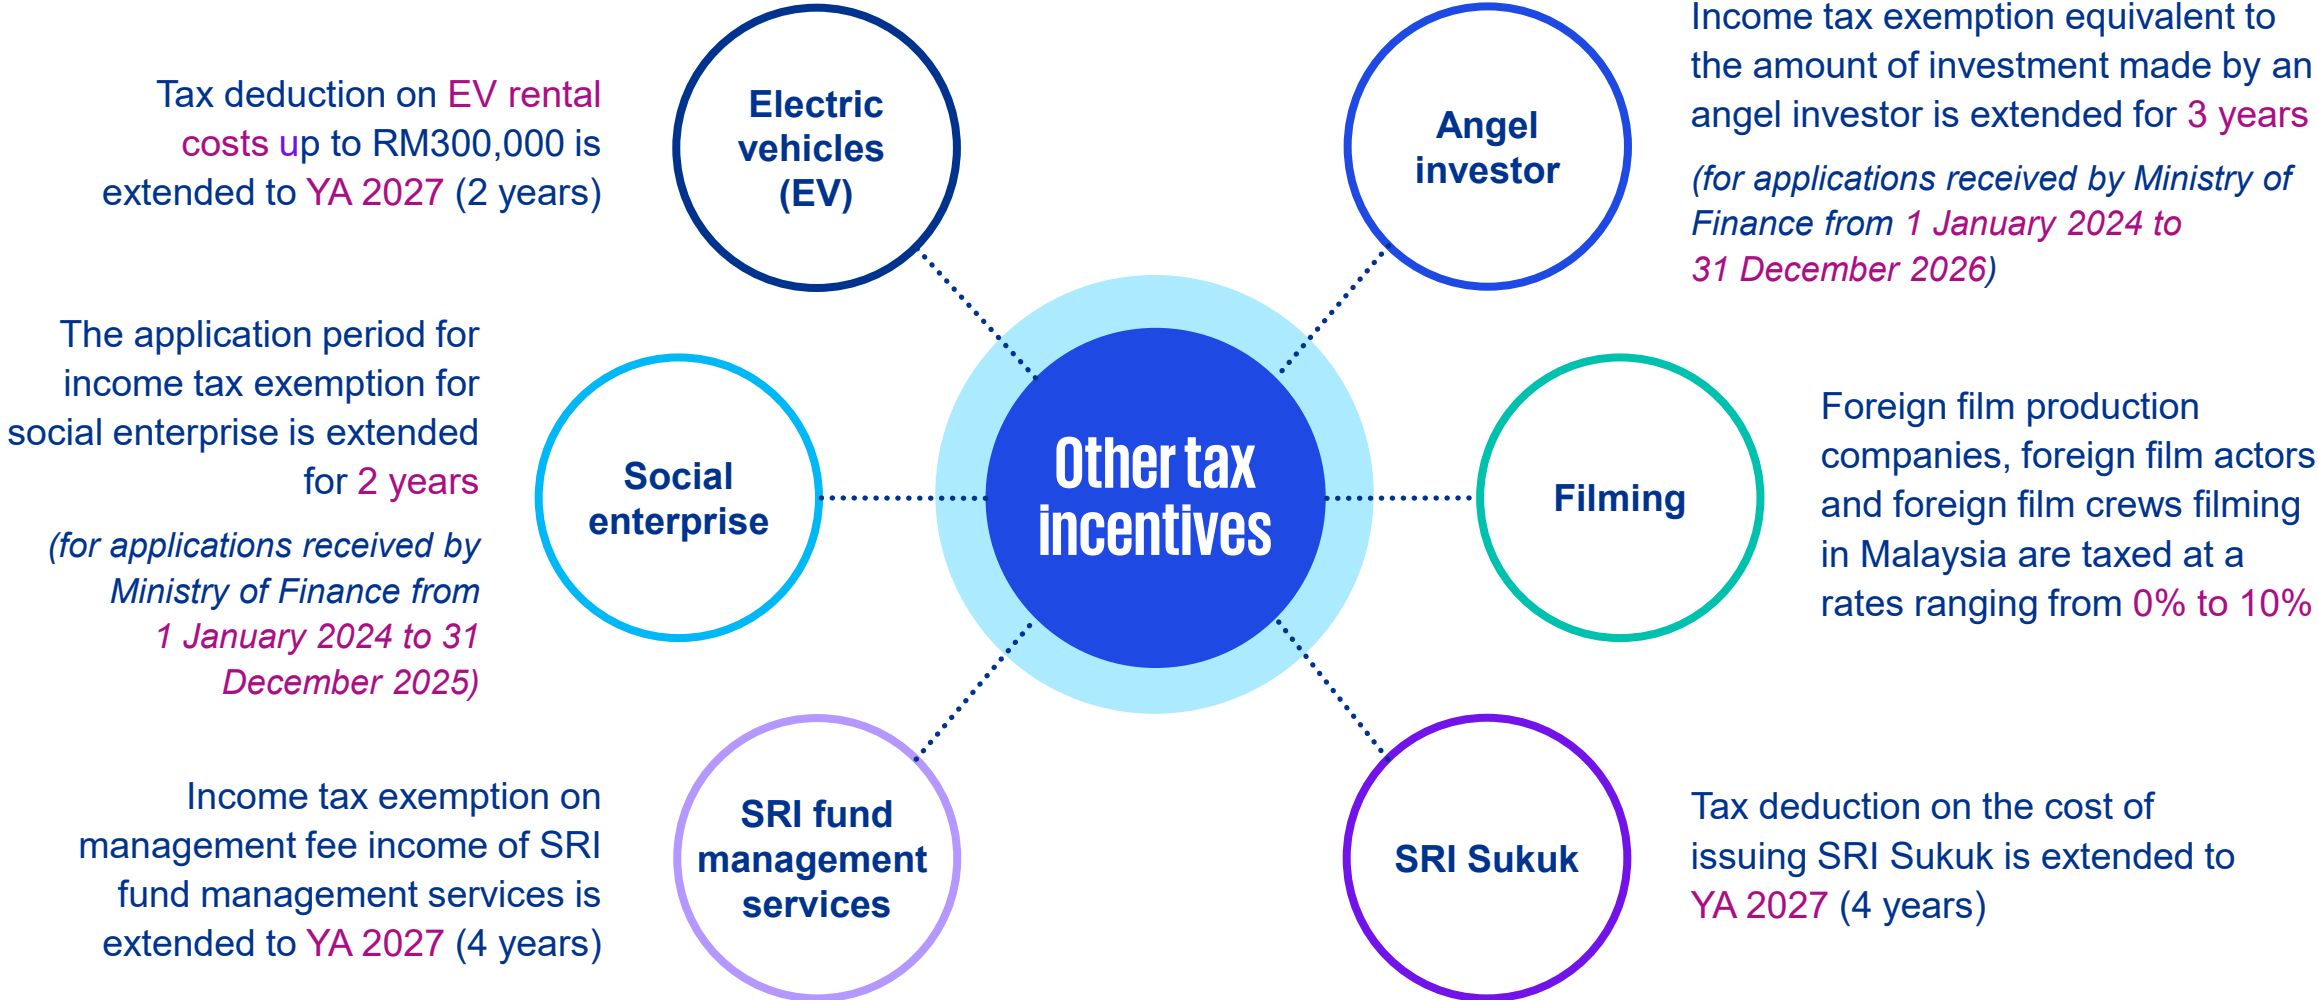 Tax deduction on EV rental
costs up to RM300,000 is
extended to YA 2027 (2 years)
Electric
vehicles
(EV)
Angel
investor
Income tax exemption equivalent to
the amount of investment made by an
angel investor is extended for 3 years
(for applications received by Ministry of
Finance from 1 January 2024 to
31 December 2026)
The application period for
income tax exemption for
social enterprise is extended
for 2 years
(for applications received by
Ministry of Finance from
1 January 2024 to 31
December 2025)
Social
enterprise
Other tax
incentives
Filming
Foreign film production
companies, foreign film actors
and foreign film crews filming
in Malaysia are taxed at a
rates ranging from 0% to 10%
Income tax exemption on
management fee income of SRI
fund management services is
extended to YA 2027 (4 years)
SRI fund
management
services
SRI Sukuk
Tax deduction on the cost of
issuing SRI Sukuk is extended to
YA 2027 (4 years)